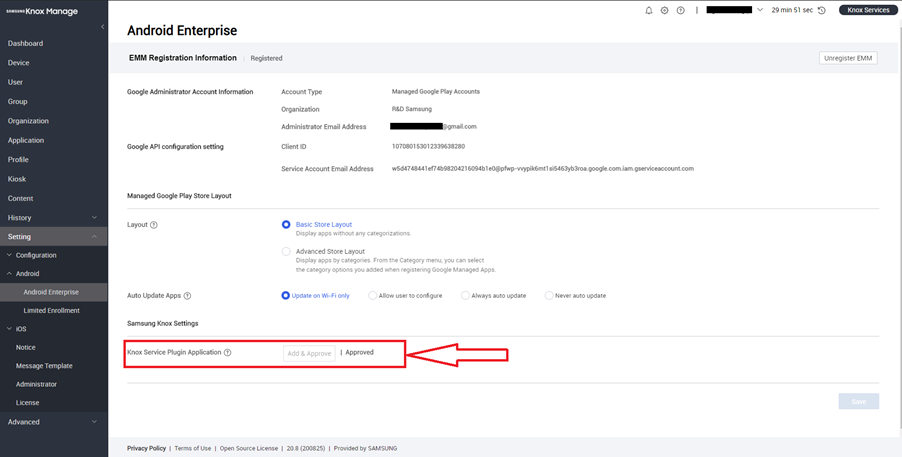 SAMSUNG Knox Manage
29 min 51 sec
Knox Services
Dashboard
Device
User
Group
Organization
Application
Profile
Kiosk
Content
History
Setting
Configuration
Android
Android Enterprise
Limited Enrollment
iOS
Notice
Message Template
Administrator
License
Advanced
Android Enterprise
EMM Registration Information | Registered
Unregister EMM
Google Administrator Account Information
Account Type
Managed Google Play Accounts
Organization
R&D Samsung
Administrator Email Address
@gmail.com
Google API configuration setting
Client ID
107080153012339638280
Service Account Email Address
w5d4748441ef74b98204216094b1e0@pfwp-vvypik6mt1si5463yb3roa.google.com.iam.gserviceaccount.com
Managed Google Play Store Layout
Layout
Basic Store Layout
Display apps without any categorizations.
Advanced Store Layout
Display apps by categories. From the Category menu, you can select
the category options you added when registering Google Managed Apps.
Auto Update Apps
Update on Wi-Fi only
Allow user to configure
Always auto update
Never auto update
Samsung Knox Settings
Knox Service Plugin Application
Add & Approve
| Approved
Save
Privacy Policy | Terms of Use | Open Source License | 20.8 (200825) | Provided by SAMSUNG